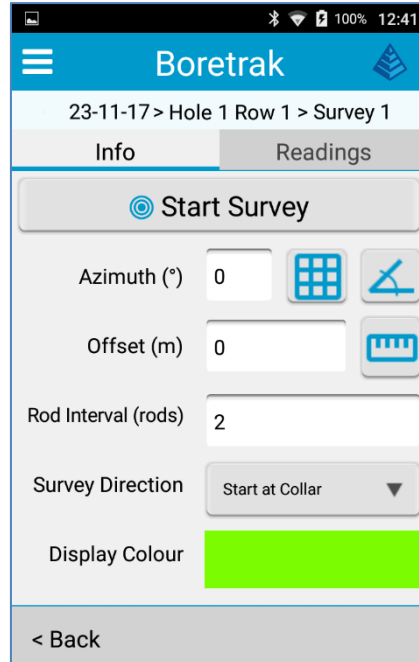 100% 12:41
Boretrak
23-11-17 > Hole 1 Row 1 > Survey 1
Info Readings
Start Survey
Azimuth (°) 0
Offset (m) 0
Rod Interval (rods) 2
Survey Direction Start at Collar
Display Colour
< Back